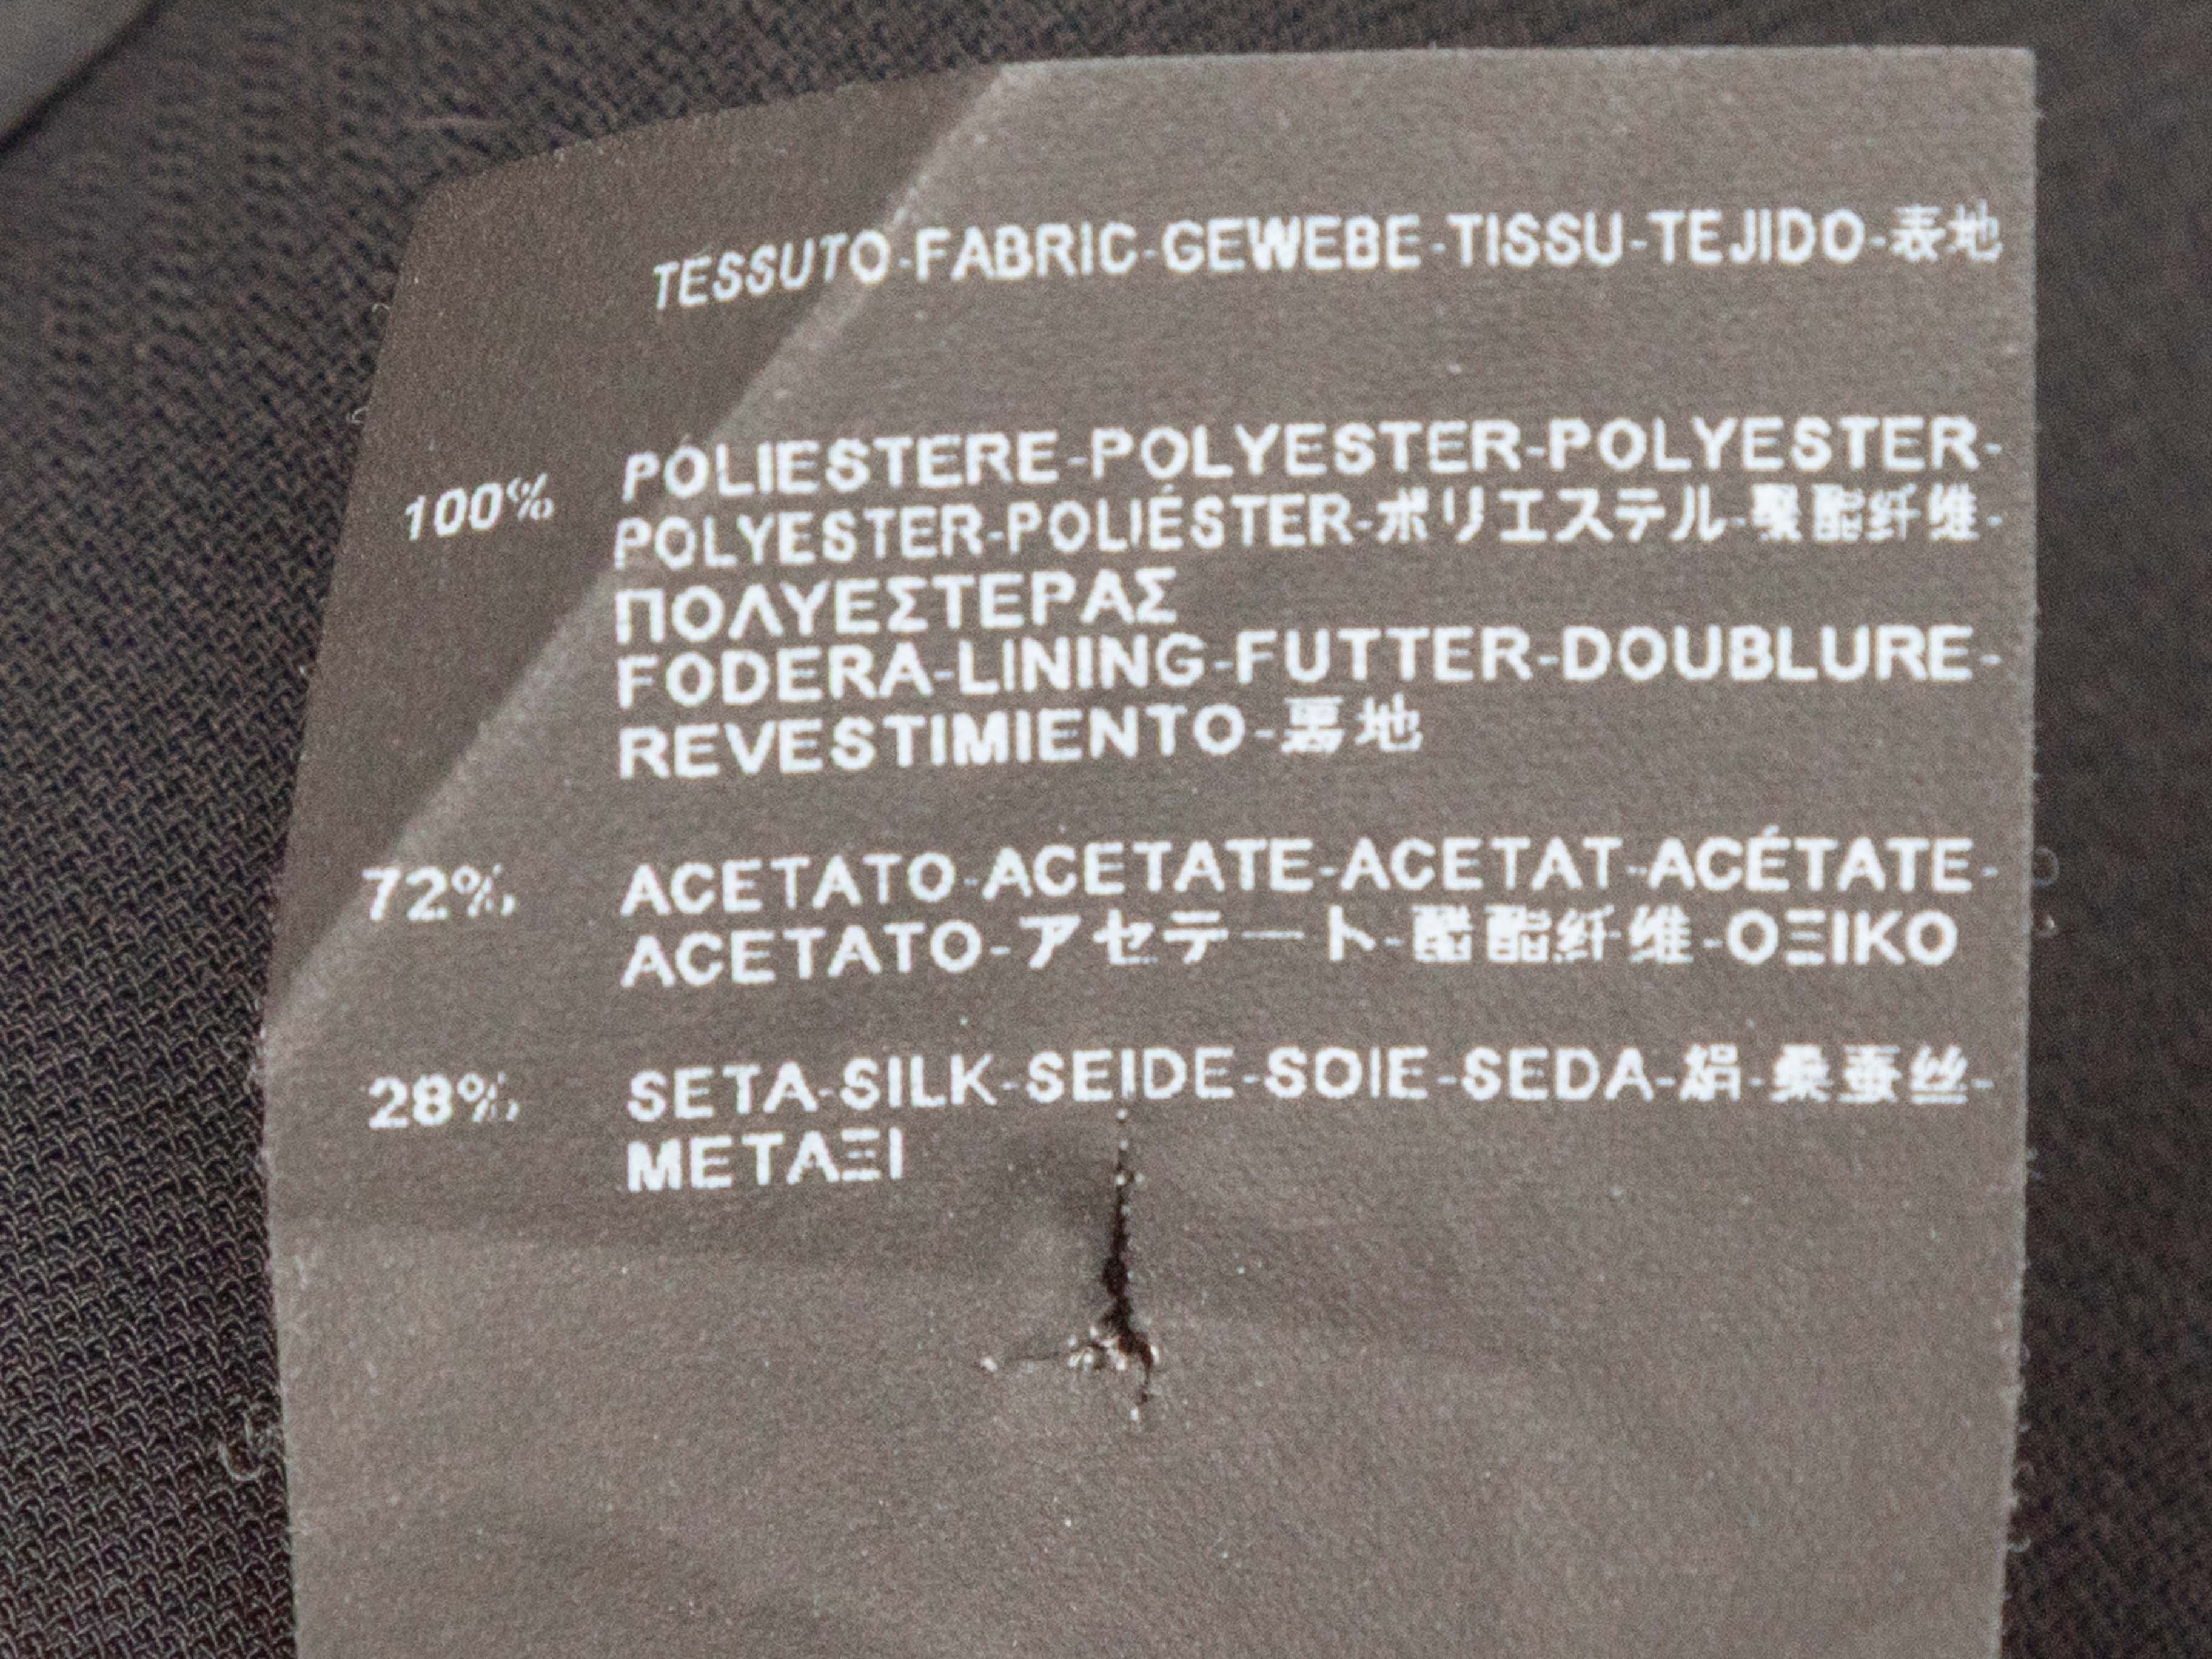 TESSUTO-FABRIC-GEWEBE-TISSU-TEJIDO-表地
100% POLIESTERE-POLYESTER-POLYESTER-
POLYESTER-POLIÉSTER-ポリエステル-聚酯纤维-
ΠΟΛΥΕΣΤΕΡΑΣ
FODERA-LINING-FUTTER-DOUBLURE-
REVESTIMIENTO-裏地
72% ACETATO-ACETATE-ACETAT-ACÉTATE-
ACETATO-アセテート-醋酯纤维-ΟΞΙΚΟ
28% SETA-SILK-SEIDE-SOIE-SEDA-絹-桑蚕丝-
ΜΕΤΑΞΙ